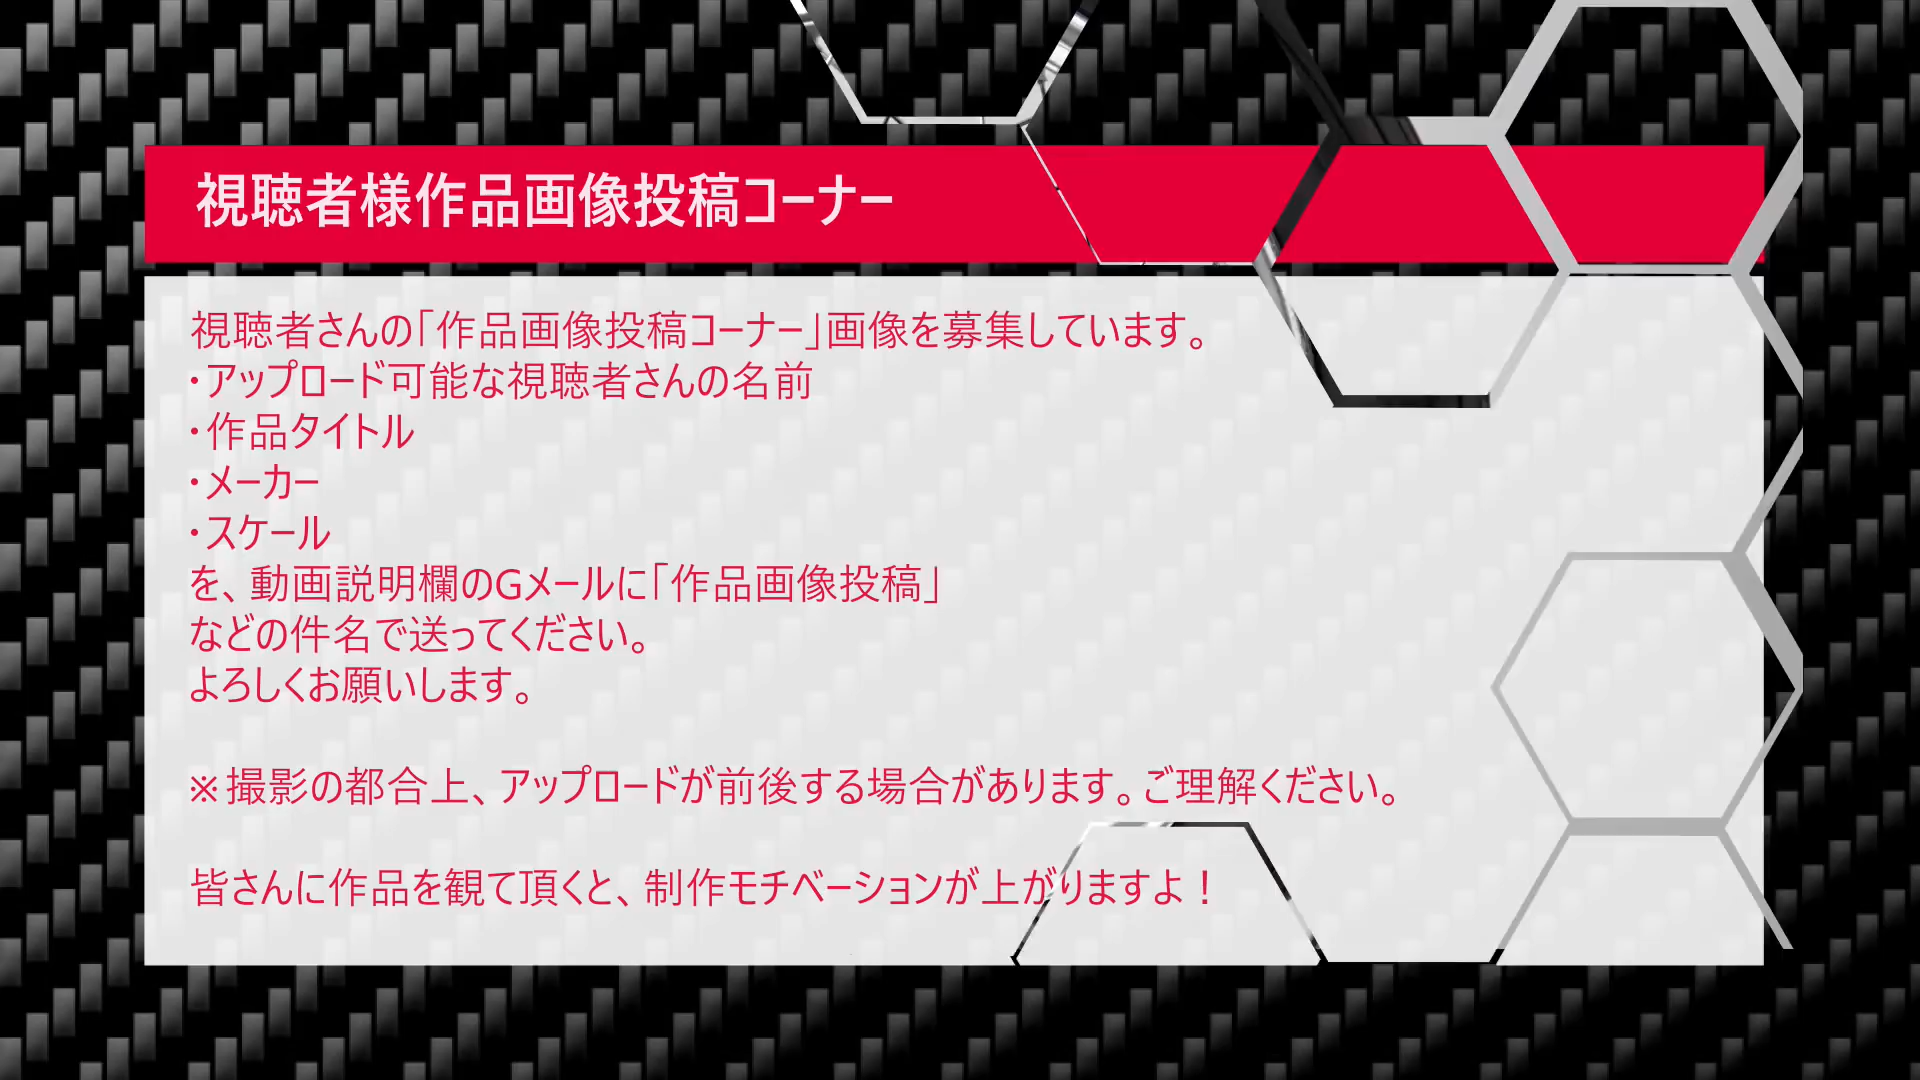 視聴者様作品画像投稿コーナー
視聴者さんの「作品画像投稿コーナー」画像を募集しています。
・アップロード可能な視聴者さんの名前
・作品タイトル
・メーカー
・スケール
を、動画説明欄のGメールに「作品画像投稿」
などの件名で送ってください。
よろしくお願いします。
※撮影の都合上、アップロードが前後する場合があります。ご理解ください。
皆さんに作品を観て頂くと、制作モチベーションが上がりますよ！